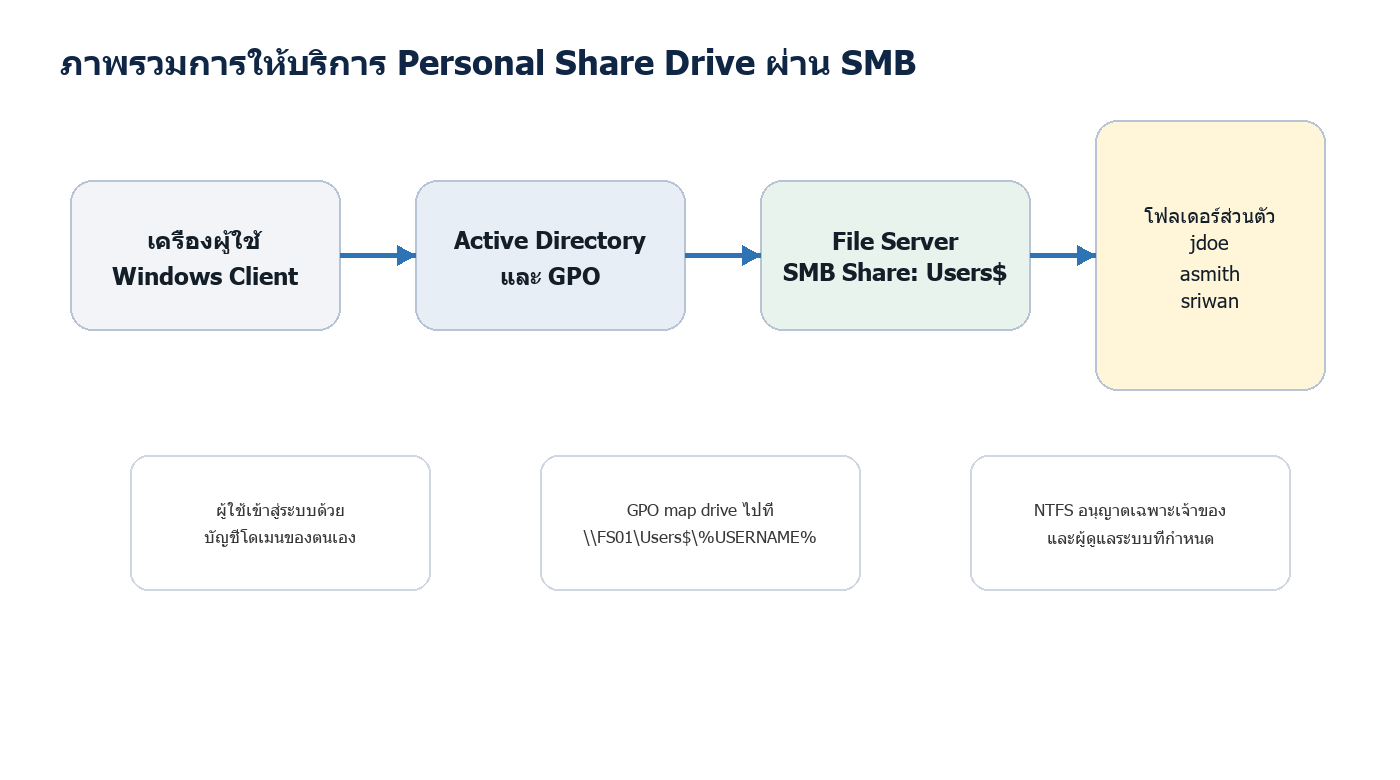 ภาพรวมการให้บริการ Personal Share Drive ผ่าน SMB
เครื่องผู้ใช้
Windows Client
Active Directory
และ GPO
File Server
SMB Share: Users$
โฟลเดอร์ส่วนตัว
jdoe
asmith
sriwan
ผู้ใช้เข้าสู่ระบบด้วย
บัญชีโดเมนของตนเอง
GPO map drive ไปที่
\\FS01\Users$\%USERNAME%
NTFS อนุญาตเฉพาะเจ้าของ
และผู้ดูแลระบบที่กำหนด